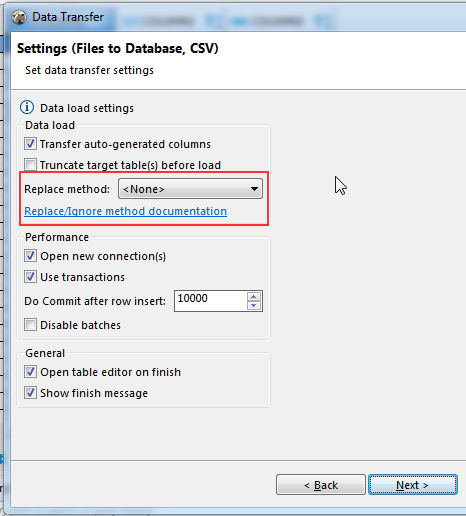 Data Transfer
Settings (Files to Database, CSV)
Set data transfer settings
Data load settings
Data load
Transfer auto-generated columns
Truncate target table(s) before load
Replace method: <None>
Replace/Ignore method documentation
Performance
Open new connection(s)
Use transactions
Do Commit after row insert: 10000
Disable batches
General
Open table editor on finish
Show finish message
< Back Next >